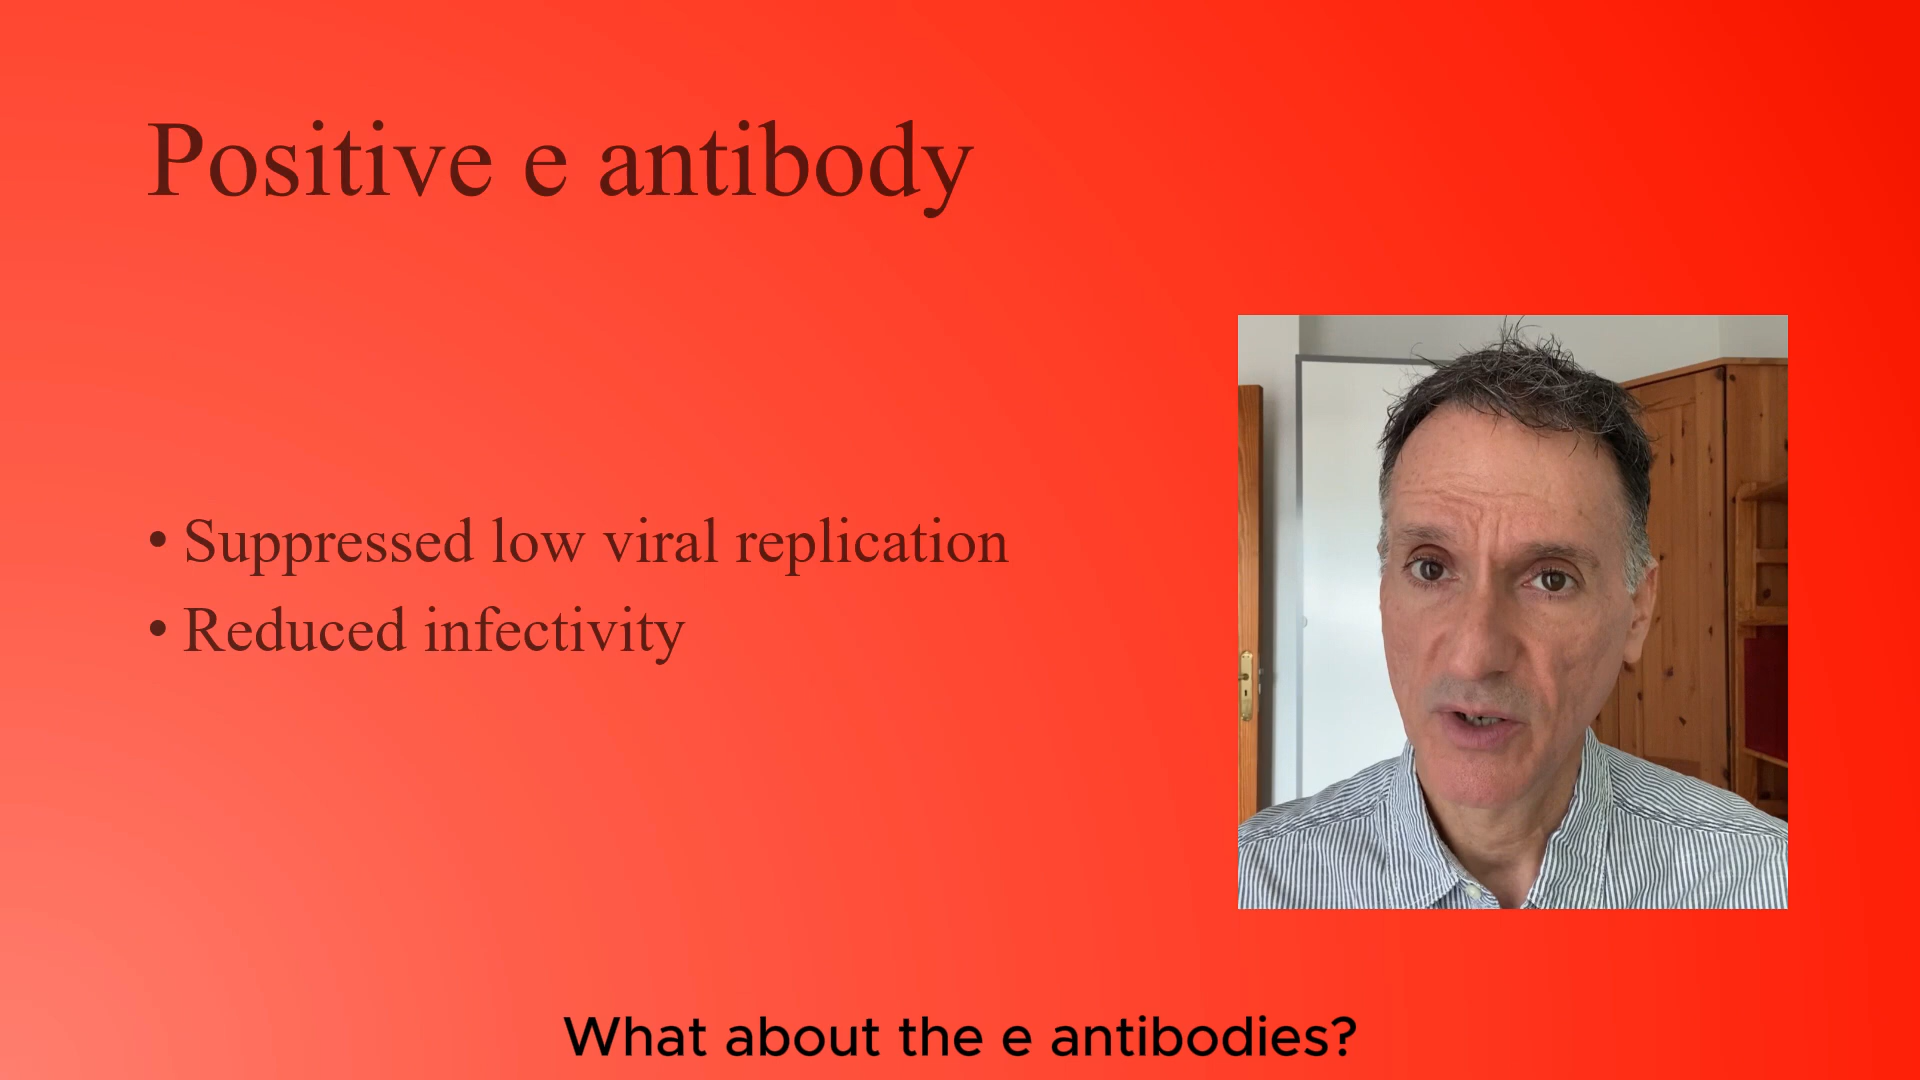 Positive e antibody
• Suppressed low viral replication
• Reduced infectivity
What about the e antibodies?